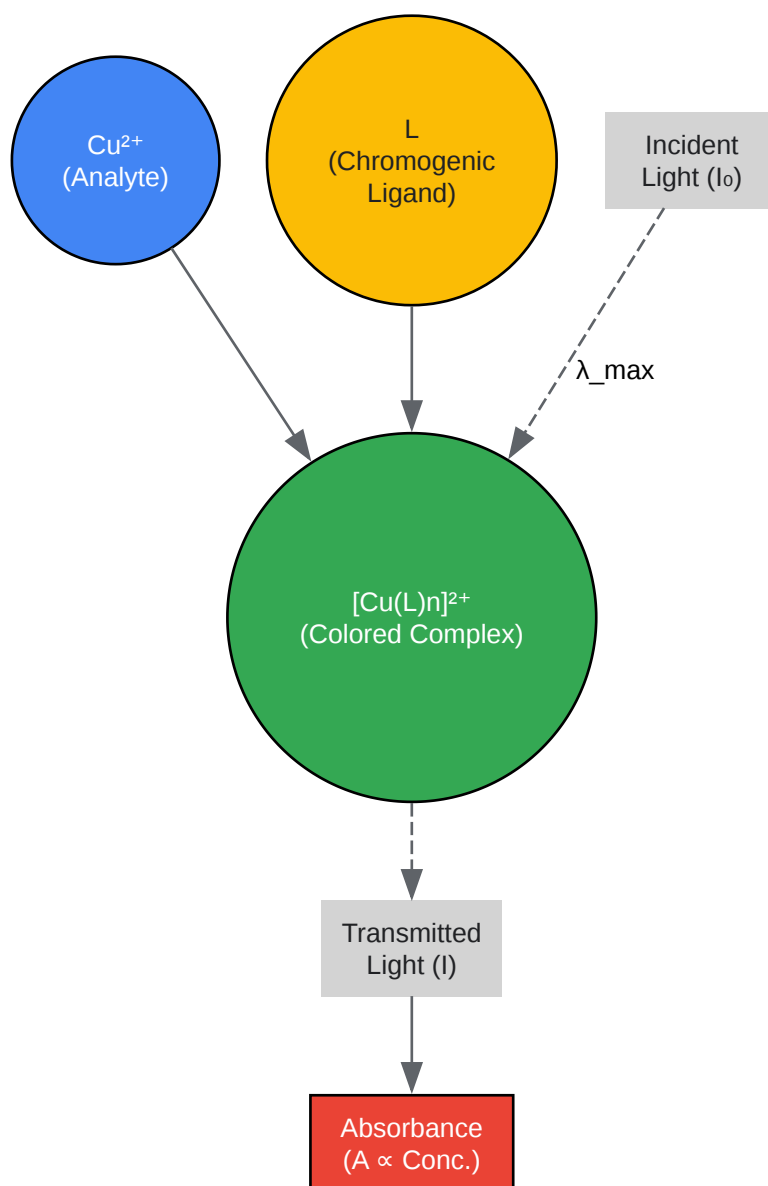 Cu²⁺
(Analyte)
L
(Chromogenic
Ligand)
Incident
Light (I₀)
λ_max
[Cu(L)n]²⁺
(Colored Complex)
Transmitted
Light (I)
Absorbance
(A ∝ Conc.)